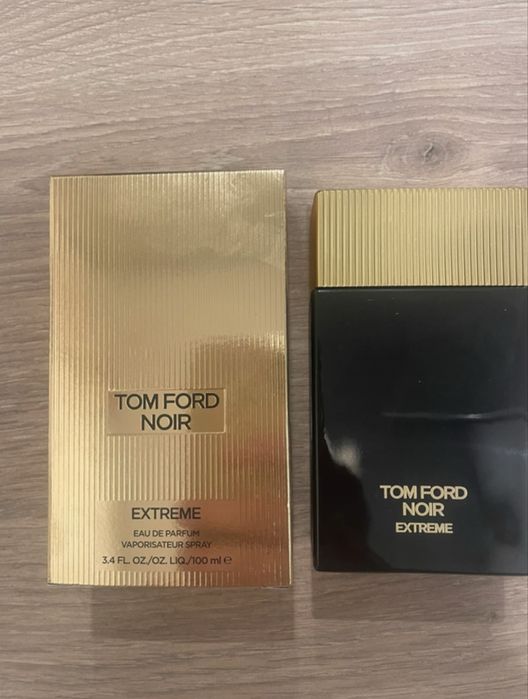 TOM FORD
NOIR
EXTREME
EAU DE PARFUM
VAPORISATEUR SPRAY
3.4 FL. OZ./OZ. LIQ./100 ml ℮
TOM FORD
NOIR
EXTREME